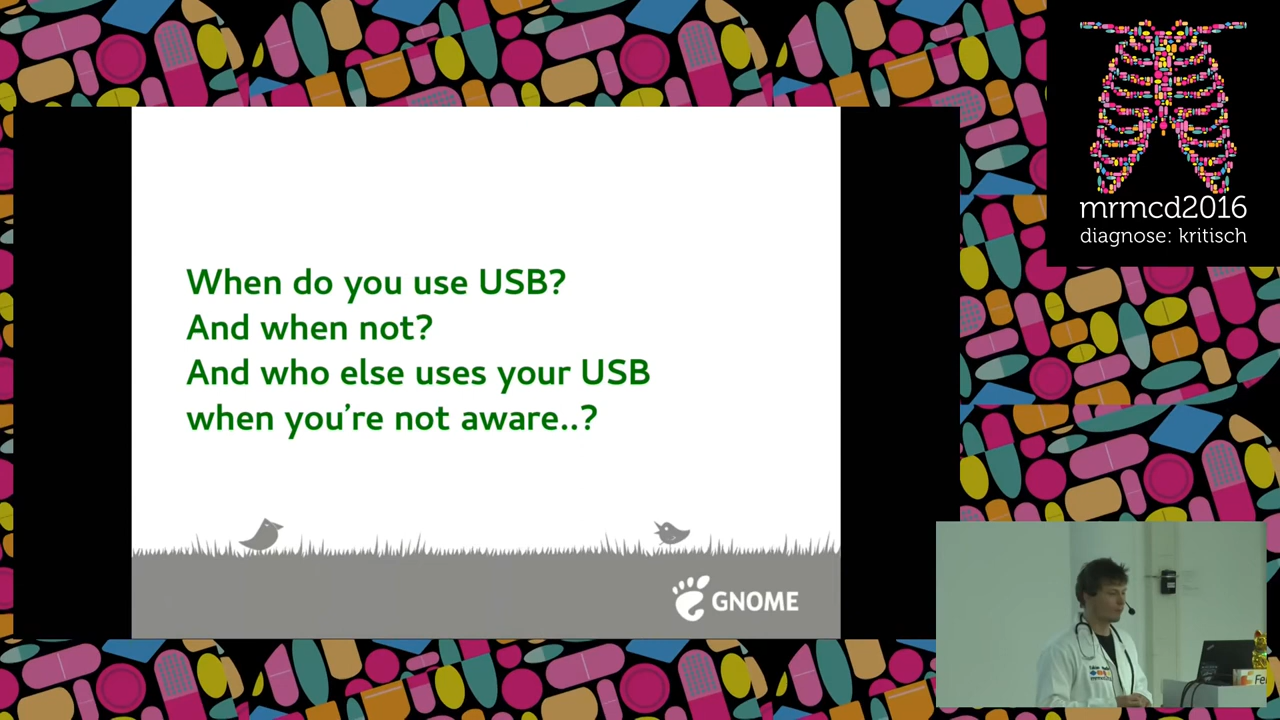 mrmcd2016
diagnose: kritisch
When do you use USB?
And when not?
And who else uses your USB
when you're not aware..?
GNOME
Fe